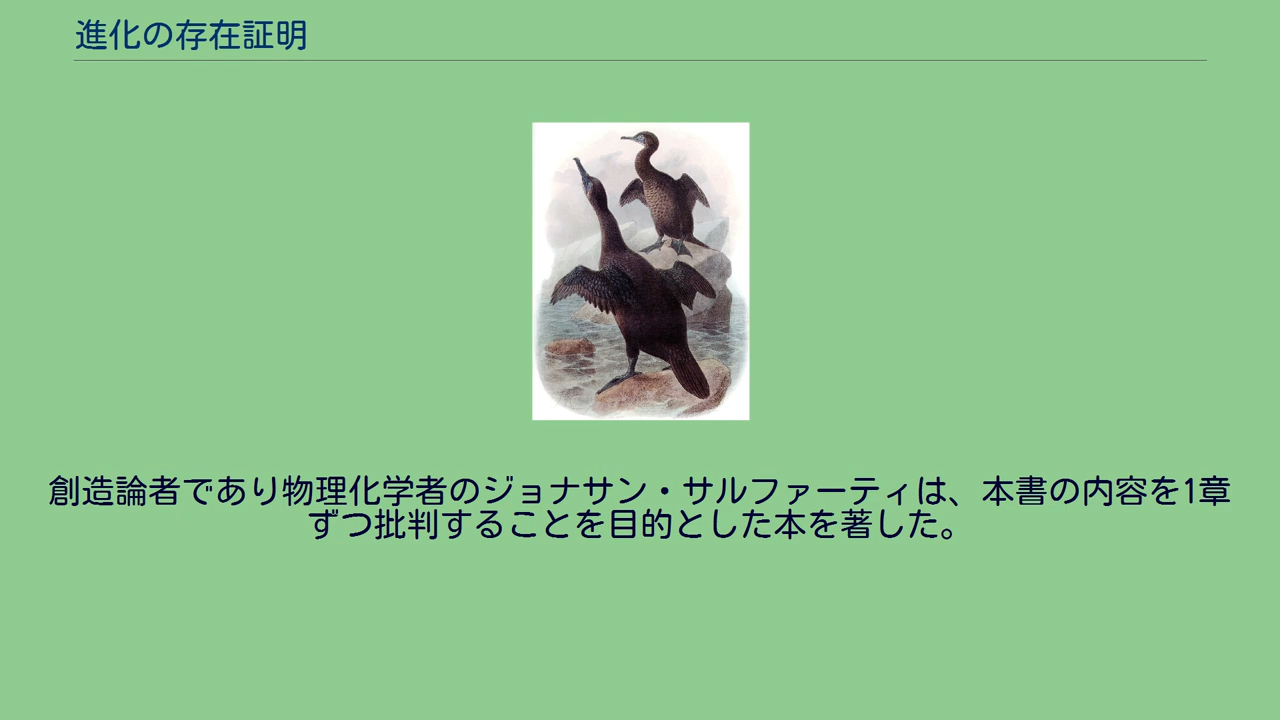 進化の存在証明
創造論者であり物理化学者のジョナサン・サルファーティは、本書の内容を1章
ずつ批判することを目的とした本を著した。